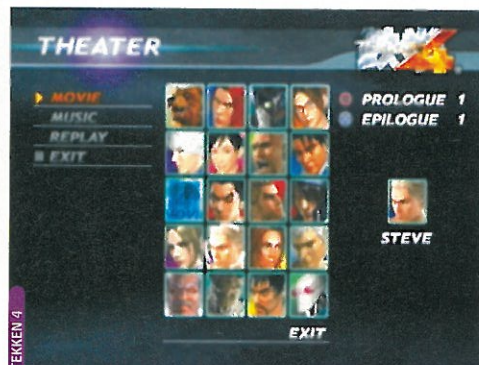 THEATER
MOVIE
MUSIC
REPLAY
EXIT
PROLOGUE 1
EPILOGUE 1
STEVE
EXIT
TEKKEN 4